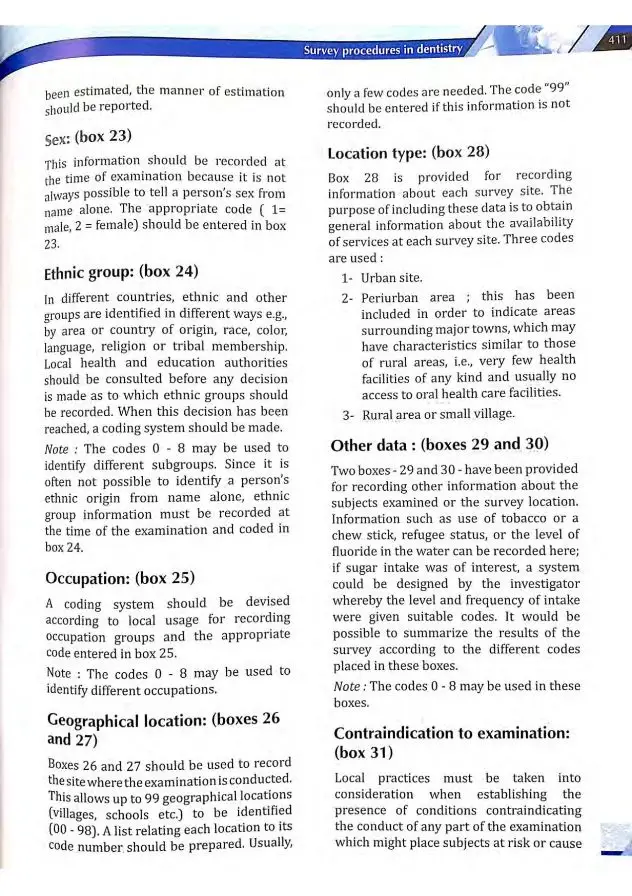 Survey procedures in dentistry
411
been estimated, the manner of estimation
should be reported.
Sex: (box 23)
This information should be recorded at
the time of examination because it is not
always possible to tell a person's sex from
name alone. The appropriate code ( 1=
male, 2 = female) should be entered in box
23.
Ethnic group: (box 24)
In different countries, ethnic and other
groups are identified in different ways e.g.,
by area or country of origin, race, color,
language, religion or tribal membership.
Local health and education authorities
should be consulted before any decision
is made as to which ethnic groups should
be recorded. When this decision has been
reached, a coding system should be made.
Note : The codes 0 - 8 may be used to
identify different subgroups. Since it is
often not possible to identify a person's
ethnic origin from name alone, ethnic
group information must be recorded at
the time of the examination and coded in
box 24.
Occupation: (box 25)
A coding system should be devised
according to local usage for recording
occupation groups and the appropriate
code entered in box 25.
Note : The codes 0 - 8 may be used to
identify different occupations.
Geographical location: (boxes 26
and 27)
Boxes 26 and 27 should be used to record
the site where the examination is conducted.
This allows up to 99 geographical locations
(villages, schools etc.) to be identified
(00 - 98). A list relating each location to its
code number should be prepared. Usually,
only a few codes are needed. The code "99"
should be entered if this information is not
recorded.
Location type: (box 28)
Box 28 is provided for recording
information about each survey site. The
purpose of including these data is to obtain
general information about the availability
of services at each survey site. Three codes
are used :
1- Urban site.
2- Periurban area ; this has been
included in order to indicate areas
surrounding major towns, which may
have characteristics similar to those
of rural areas, i.e., very few health
facilities of any kind and usually no
access to oral health care facilities.
3- Rural area or small village.
Other data : (boxes 29 and 30)
Two boxes - 29 and 30 - have been provided
for recording other information about the
subjects examined or the survey location.
Information such as use of tobacco or a
chew stick, refugee status, or the level of
fluoride in the water can be recorded here;
if sugar intake was of interest, a system
could be designed by the investigator
whereby the level and frequency of intake
were given suitable codes. It would be
possible to summarize the results of the
survey according to the different codes
placed in these boxes.
Note : The codes 0 - 8 may be used in these
boxes.
Contraindication to examination:
(box 31)
Local practices must be taken into
consideration when establishing the
presence of conditions contraindicating
the conduct of any part of the examination
which might place subjects at risk or cause